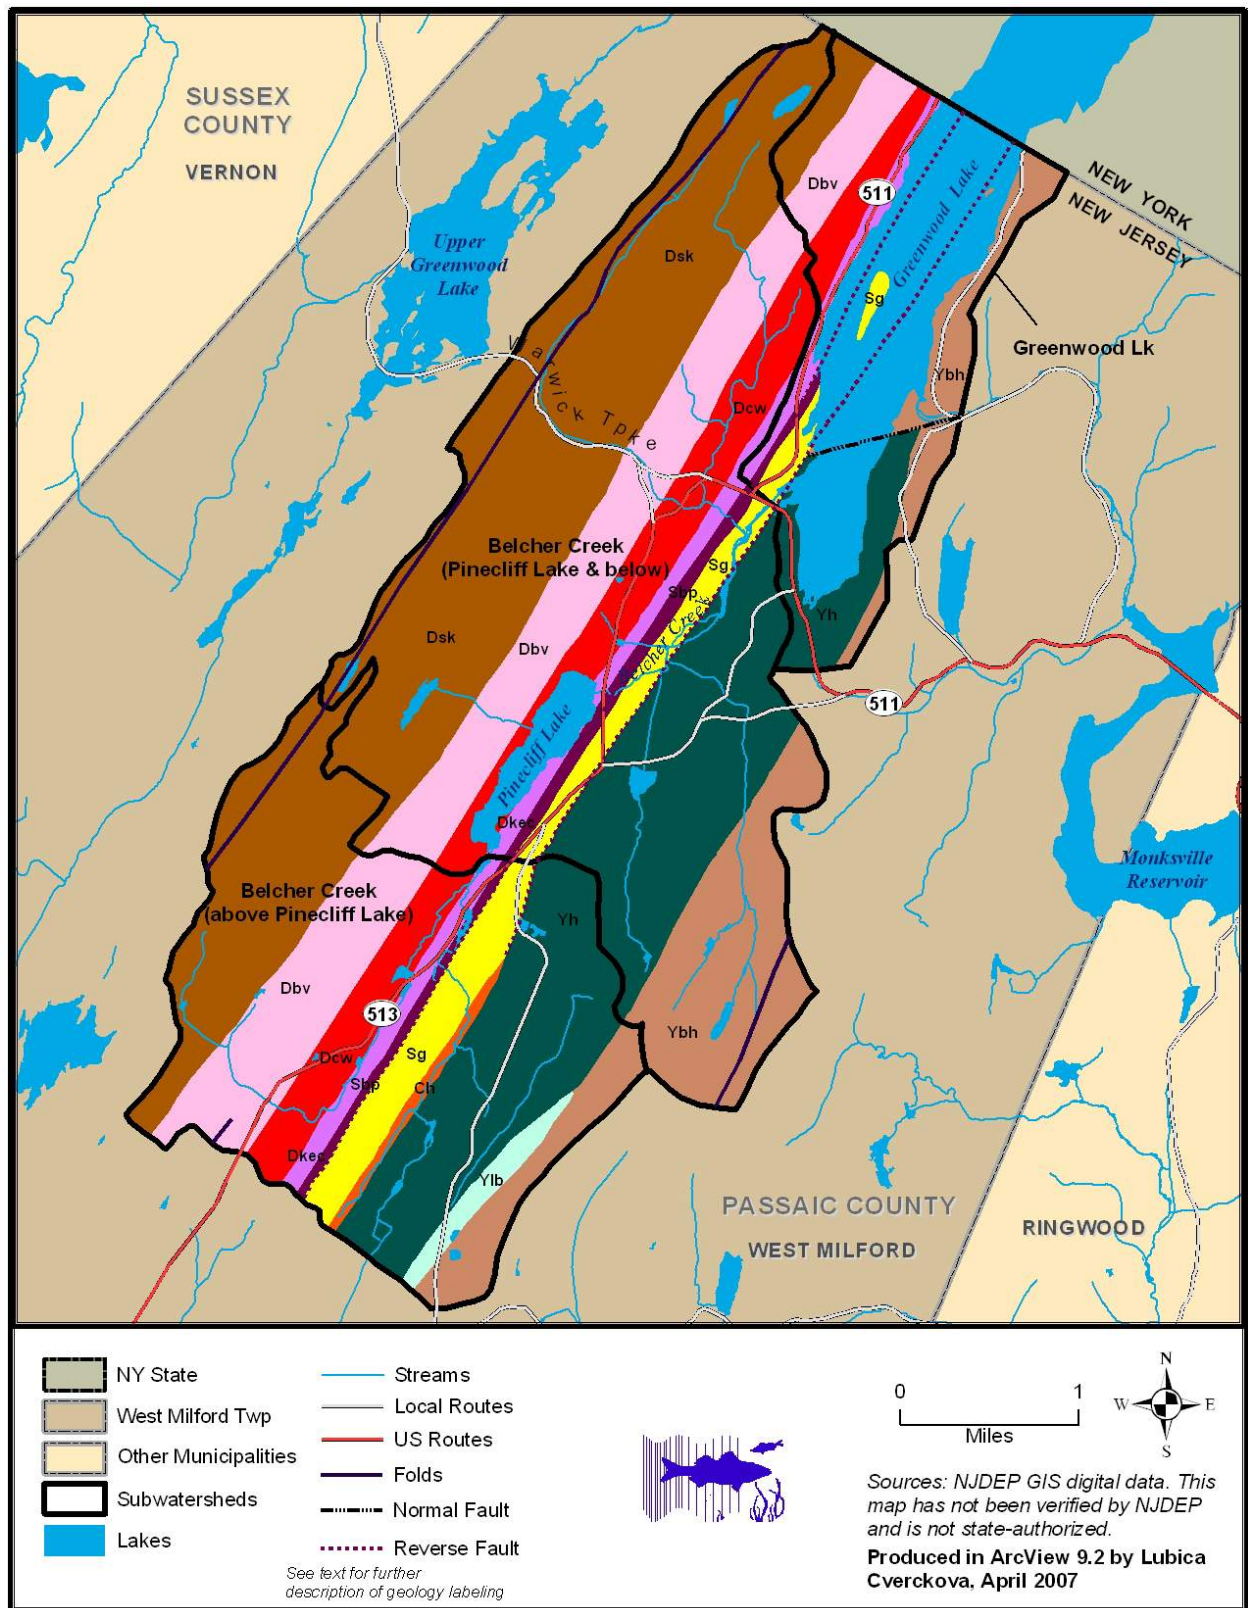 SUSSEX
COUNTY
VERNON
NEW YORK
NEW JERSEY
511
Dbv
Greenwood Lake
Upper
Greenwood
Lake
Dsk
Sg
Greenwood Lk
Ybh
Warwick Tpke
Dcw
Belcher Creek
(Pinecliff Lake & below)
Sg
Sbp
Belcher Creek
Yh
Dsk
Dbv
511
Pinecliff Lake
Dkec
Monksville
Reservoir
Belcher Creek
(above Pinecliff Lake)
Yh
Dbv
513
Ybh
Dcw
Sg
Sbp
Ch
Dkec
Ylb
PASSAIC COUNTY
WEST MILFORD
RINGWOOD
NY State
West Milford Twp
Other Municipalities
Subwatersheds
Lakes
Streams
Local Routes
US Routes
Folds
Normal Fault
Reverse Fault
See text for further
description of geology labeling
0 1
Miles
N
W E
S
Sources: NJDEP GIS digital data. This
map has not been verified by NJDEP
and is not state-authorized.
Produced in ArcView 9.2 by Lubica
Cverckova, April 2007